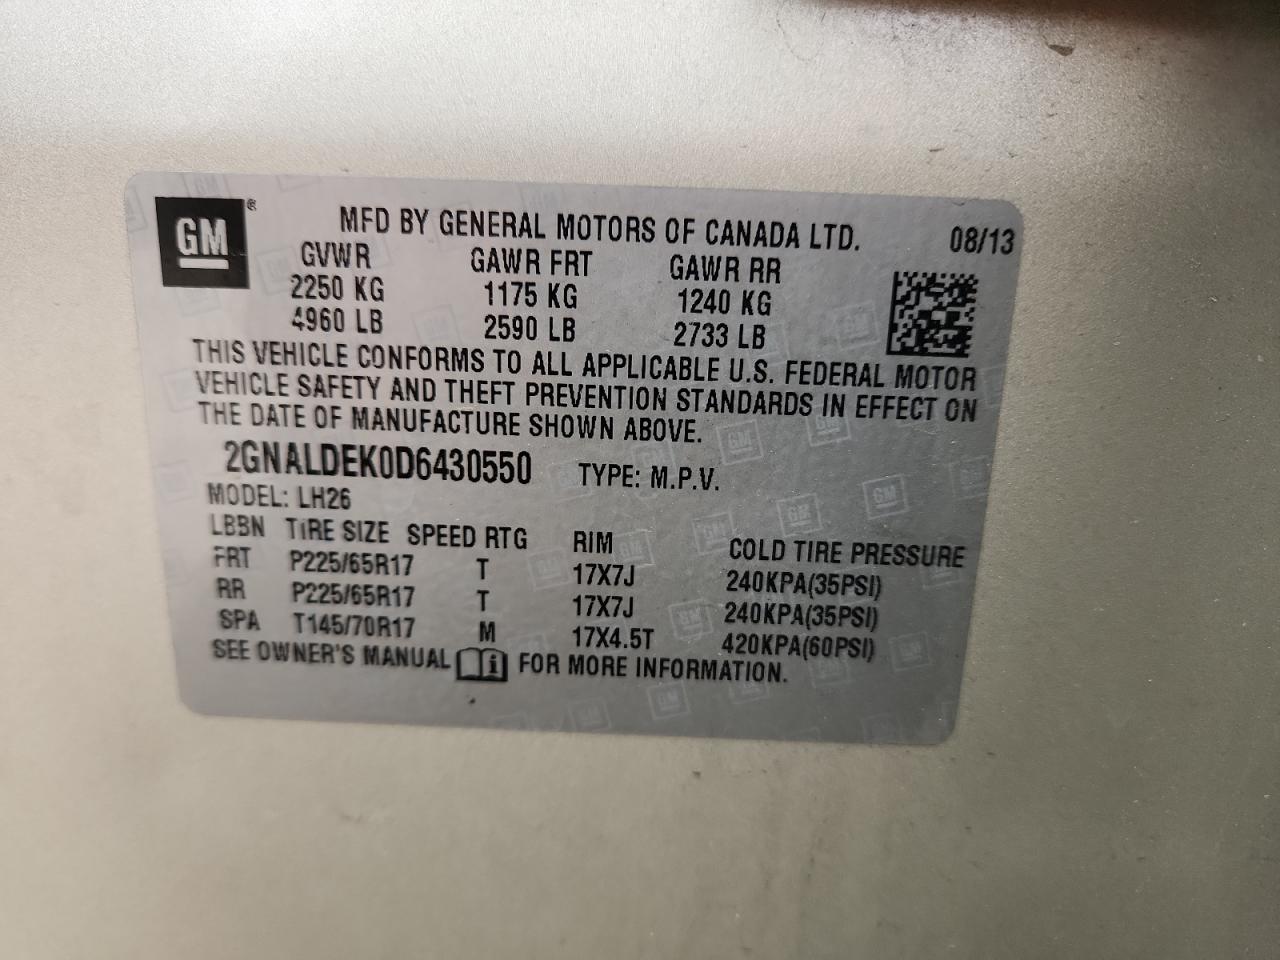 GM®
MFD BY GENERAL MOTORS OF CANADA LTD. 08/13
GVWR GAWR FRT GAWR RR
2250 KG 1175 KG 1240 KG
4960 LB 2590 LB 2733 LB
THIS VEHICLE CONFORMS TO ALL APPLICABLE U.S. FEDERAL MOTOR
VEHICLE SAFETY AND THEFT PREVENTION STANDARDS IN EFFECT ON
THE DATE OF MANUFACTURE SHOWN ABOVE.
2GNALDEK0D6430550 TYPE: M.P.V.
MODEL: LH26
LBBN TIRE SIZE SPEED RTG RIM COLD TIRE PRESSURE
FRT P225/65R17 T 17X7J 240KPA(35PSI)
RR P225/65R17 T 17X7J 240KPA(35PSI)
SPA T145/70R17 M 17X4.5T 420KPA(60PSI)
SEE OWNER'S MANUAL i FOR MORE INFORMATION.